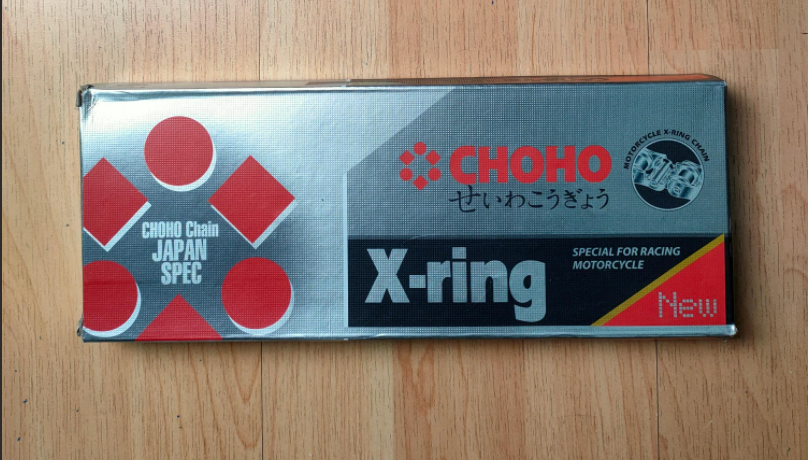 CHOHO Chain
JAPAN
SPEC
CHOHO
せいわこうぎょう
MOTORCYCLE X-RING CHAIN
X-ring
SPECIAL FOR RACING
MOTORCYCLE
New